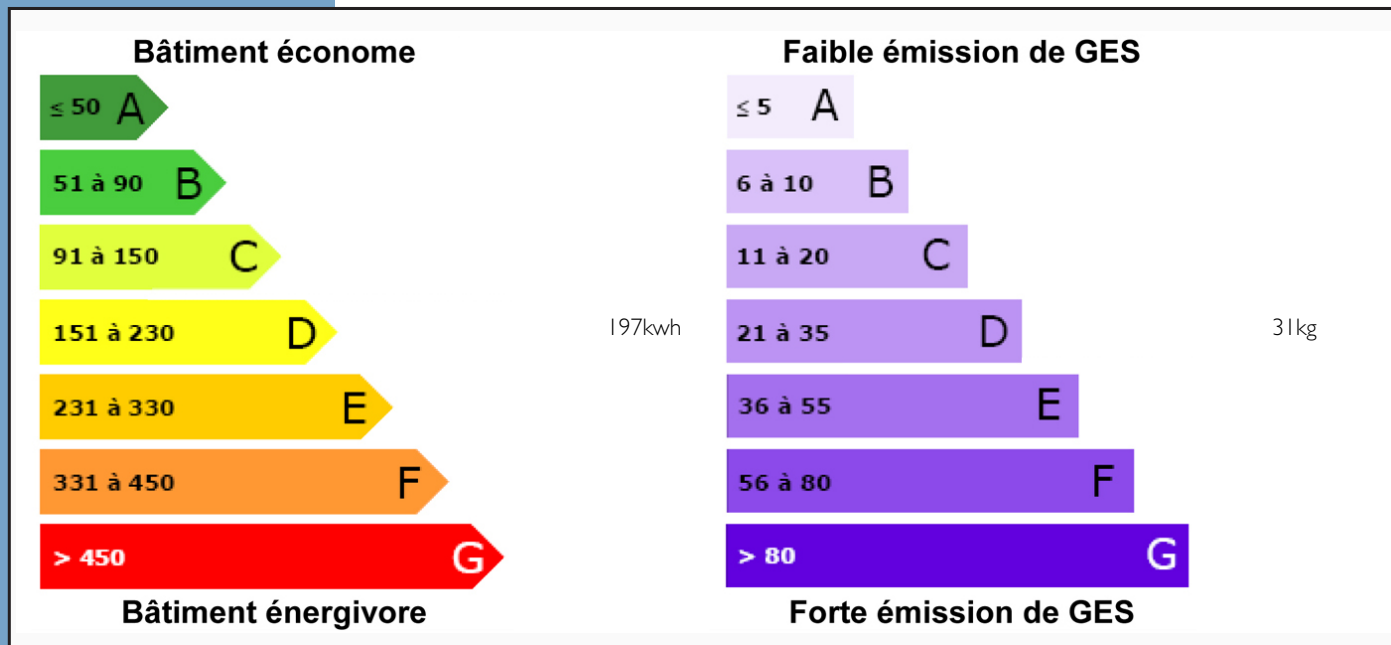 Bâtiment économe
≤ 50 A
51 à 90 B
91 à 150 C
151 à 230 D
197kwh
231 à 330 E
331 à 450 F
> 450 G
Bâtiment énergivore
Faible émission de GES
≤ 5 A
6 à 10 B
11 à 20 C
21 à 35 D
31kg
36 à 55 E
56 à 80 F
> 80 G
Forte émission de GES